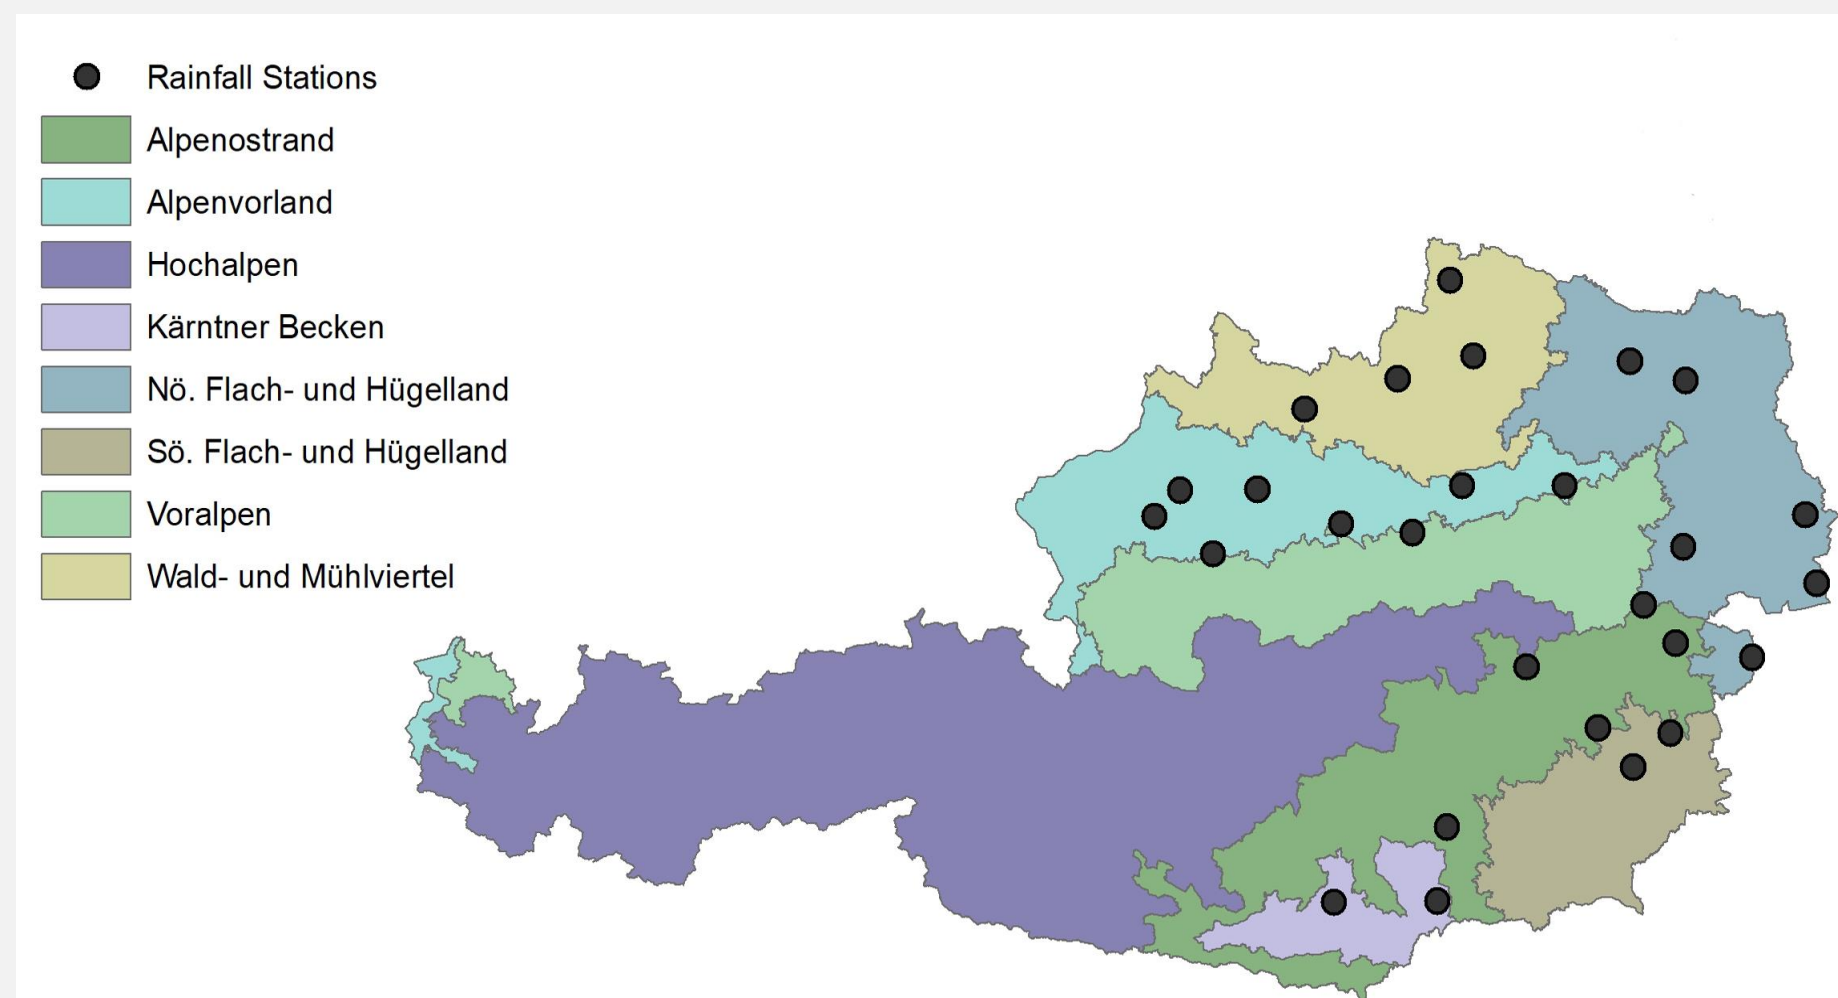 Rainfall Stations
Alpenostrand
Alpenvorland
Hochalpen
Kärntner Becken
Nö. Flach- und Hügelland
Sö. Flach- und Hügelland
Voralpen
Wald- und Mühlviertel